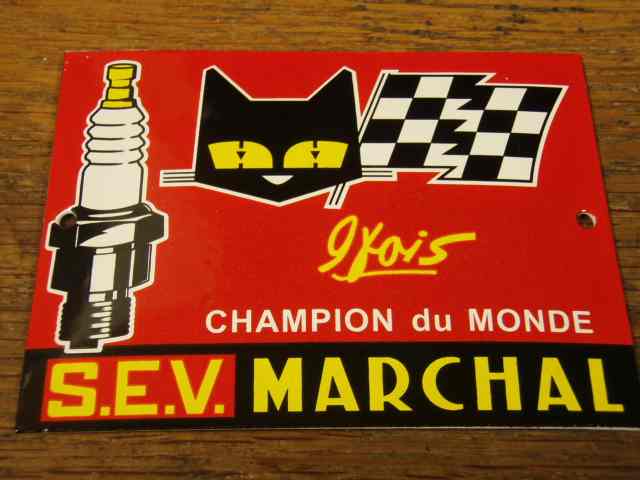 9 fois
CHAMPION du MONDE
S.E.V. MARCHAL